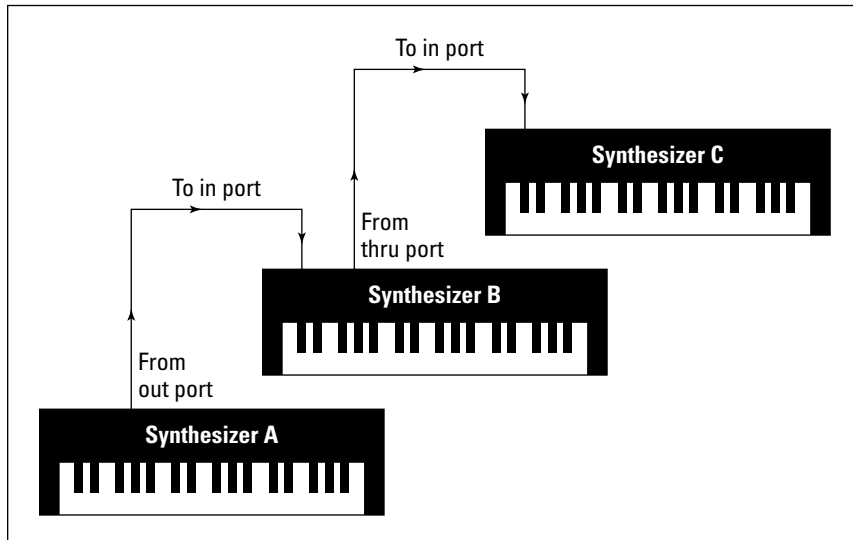 To in port
Synthesizer C
To in port
From
thru port
Synthesizer B
From
out port
Synthesizer A